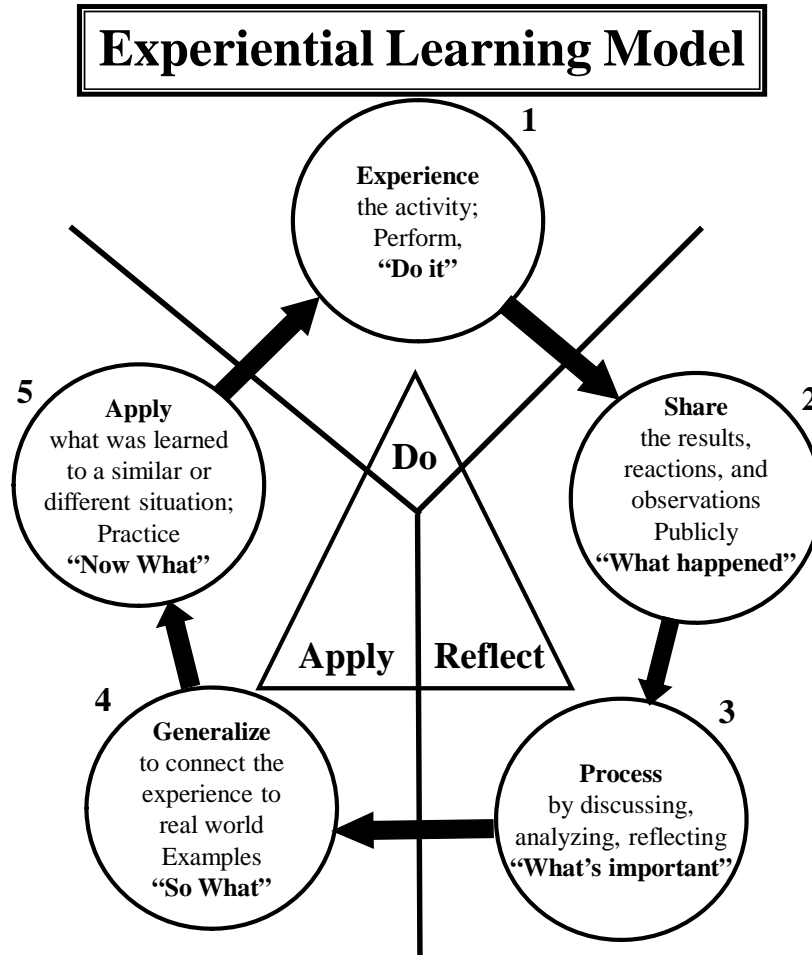 Experiential Learning Model
1
Experience
the activity;
Perform,
“Do it”
2
Share
the results,
reactions, and
observations
Publicly
“What happened”
3
Process
by discussing,
analyzing, reflecting
“What’s important”
4
Generalize
to connect the
experience to
real world
Examples
“So What”
5
Apply
what was learned
to a similar or
different situation;
Practice
“Now What”
Do
Apply
Reflect